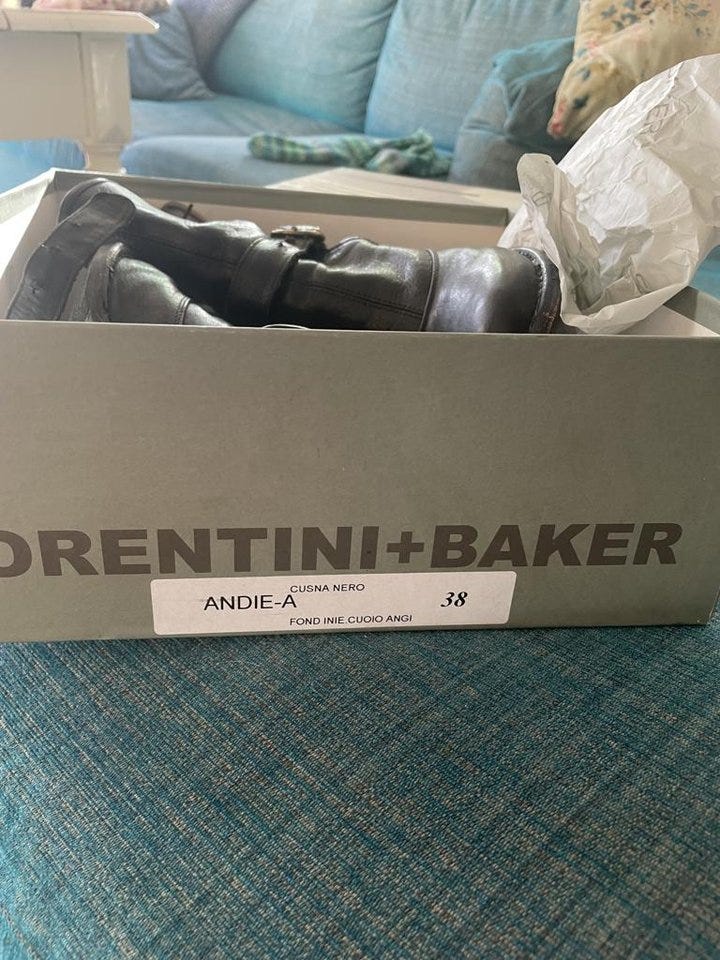 ORENTINI+BAKER
CUSNA NERO
ANDIE-A 38
FOND INIE.CUOIO ANGI